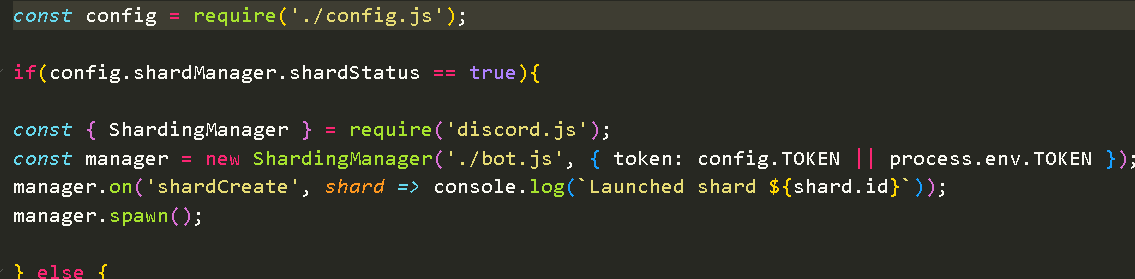 const config = require('./config.js');
if(config.shardManager.shardStatus == true){
const { ShardingManager } = require('discord.js');
const manager = new ShardingManager('./bot.js', { token: config.TOKEN || process.env.TOKEN });
manager.on('shardCreate', shard => console.log(`Launched shard ${shard.id}`));
manager.spawn();
} else {